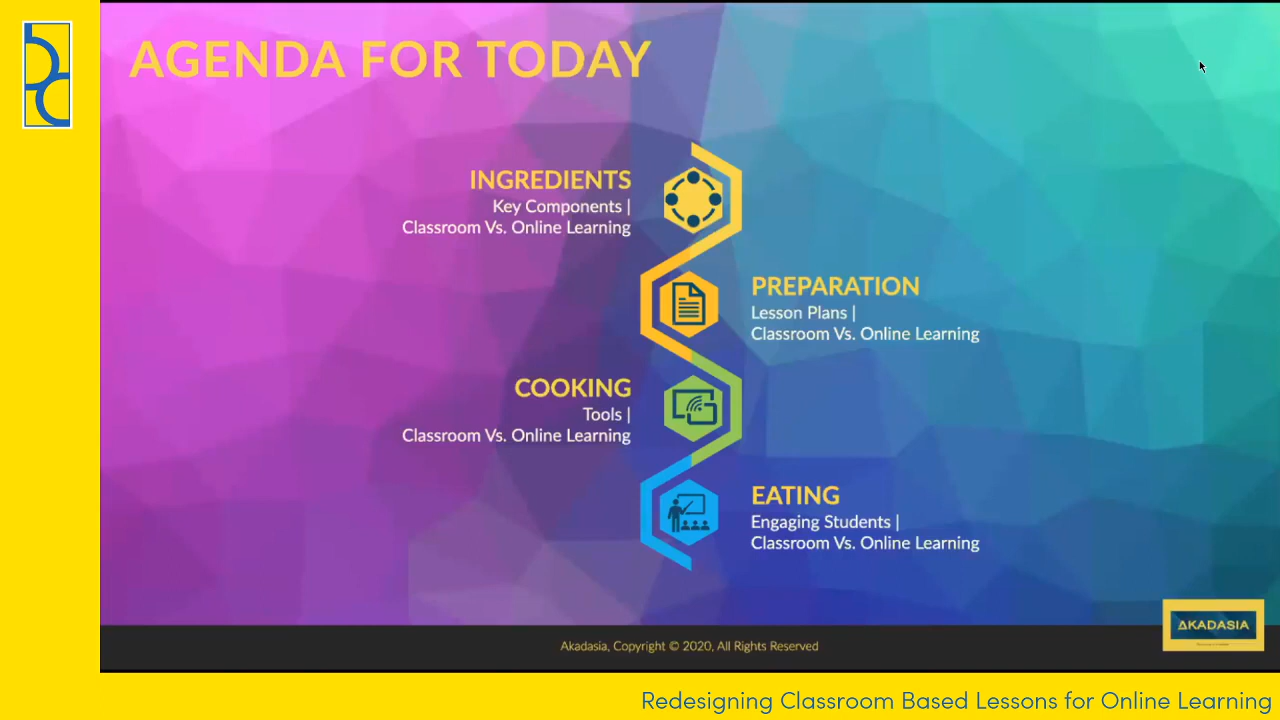 AGENDA FOR TODAY
INGREDIENTS
Key Components |
Classroom Vs. Online Learning
PREPARATION
Lesson Plans |
Classroom Vs. Online Learning
COOKING
Tools |
Classroom Vs. Online Learning
EATING
Engaging Students |
Classroom Vs. Online Learning
ΔKADASIA
Akadasia, Copyright © 2020, All Rights Reserved
Redesigning Classroom Based Lessons for Online Learning